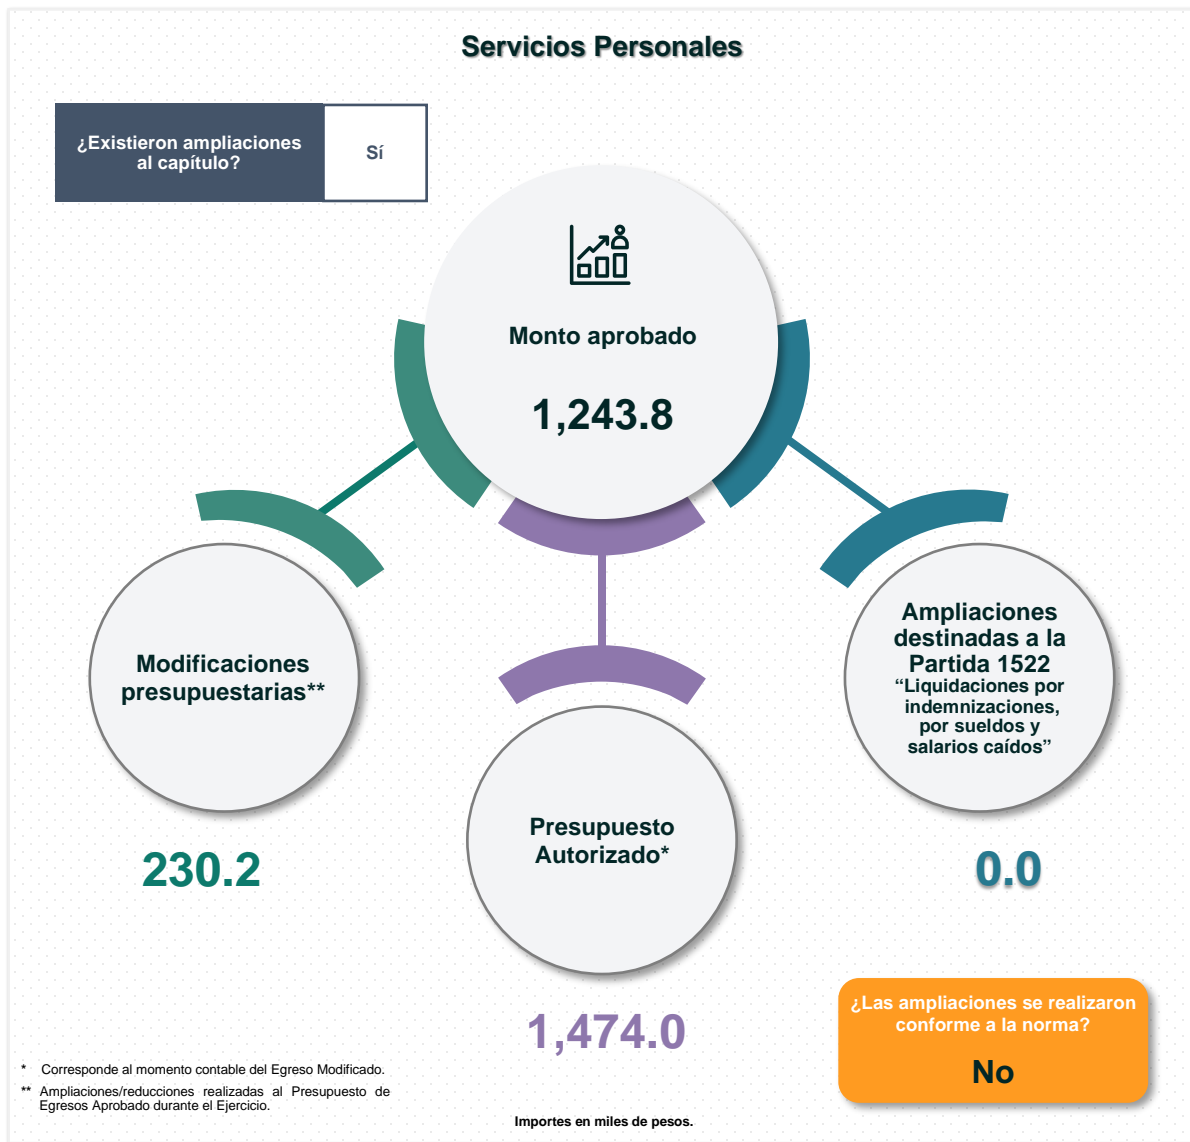 Servicios Personales
¿Existieron ampliaciones
al capítulo?
Sí
Monto aprobado
1,243.8
Modificaciones
presupuestarias**
230.2
Presupuesto
Autorizado*
1,474.0
Ampliaciones
destinadas a la
Partida 1522
“Liquidaciones por
indemnizaciones,
por sueldos y
salarios caídos”
0.0
¿Las ampliaciones se realizaron
conforme a la norma?
No
* Corresponde al momento contable del Egreso Modificado.
** Ampliaciones/reducciones realizadas al Presupuesto de
Egresos Aprobado durante el Ejercicio.
Importes en miles de pesos.